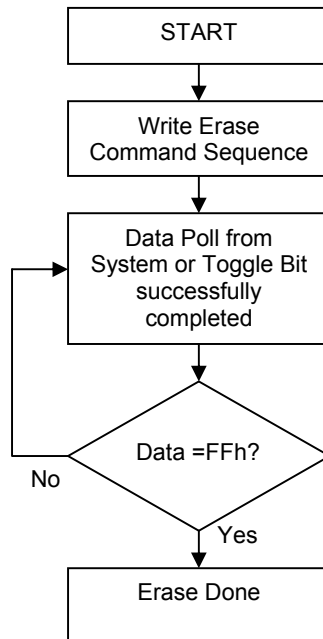 START
Write Erase
Command Sequence
Data Poll from
System or Toggle Bit
successfully
completed
Data =FFh?
No
Yes
Erase Done